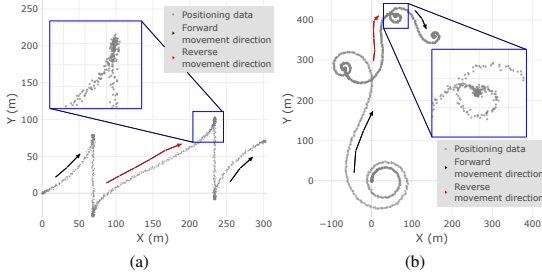 250
200
150
100
50
0
Y (m)
0
50
100
150
200
250
300
X (m)
Positioning data
Forward
movement direction
Reverse
movement direction
(a)
400
300
200
100
0
Y (m)
−100
0
100
200
300
400
X (m)
Positioning data
Forward
movement direction
Reverse
movement direction
(b)